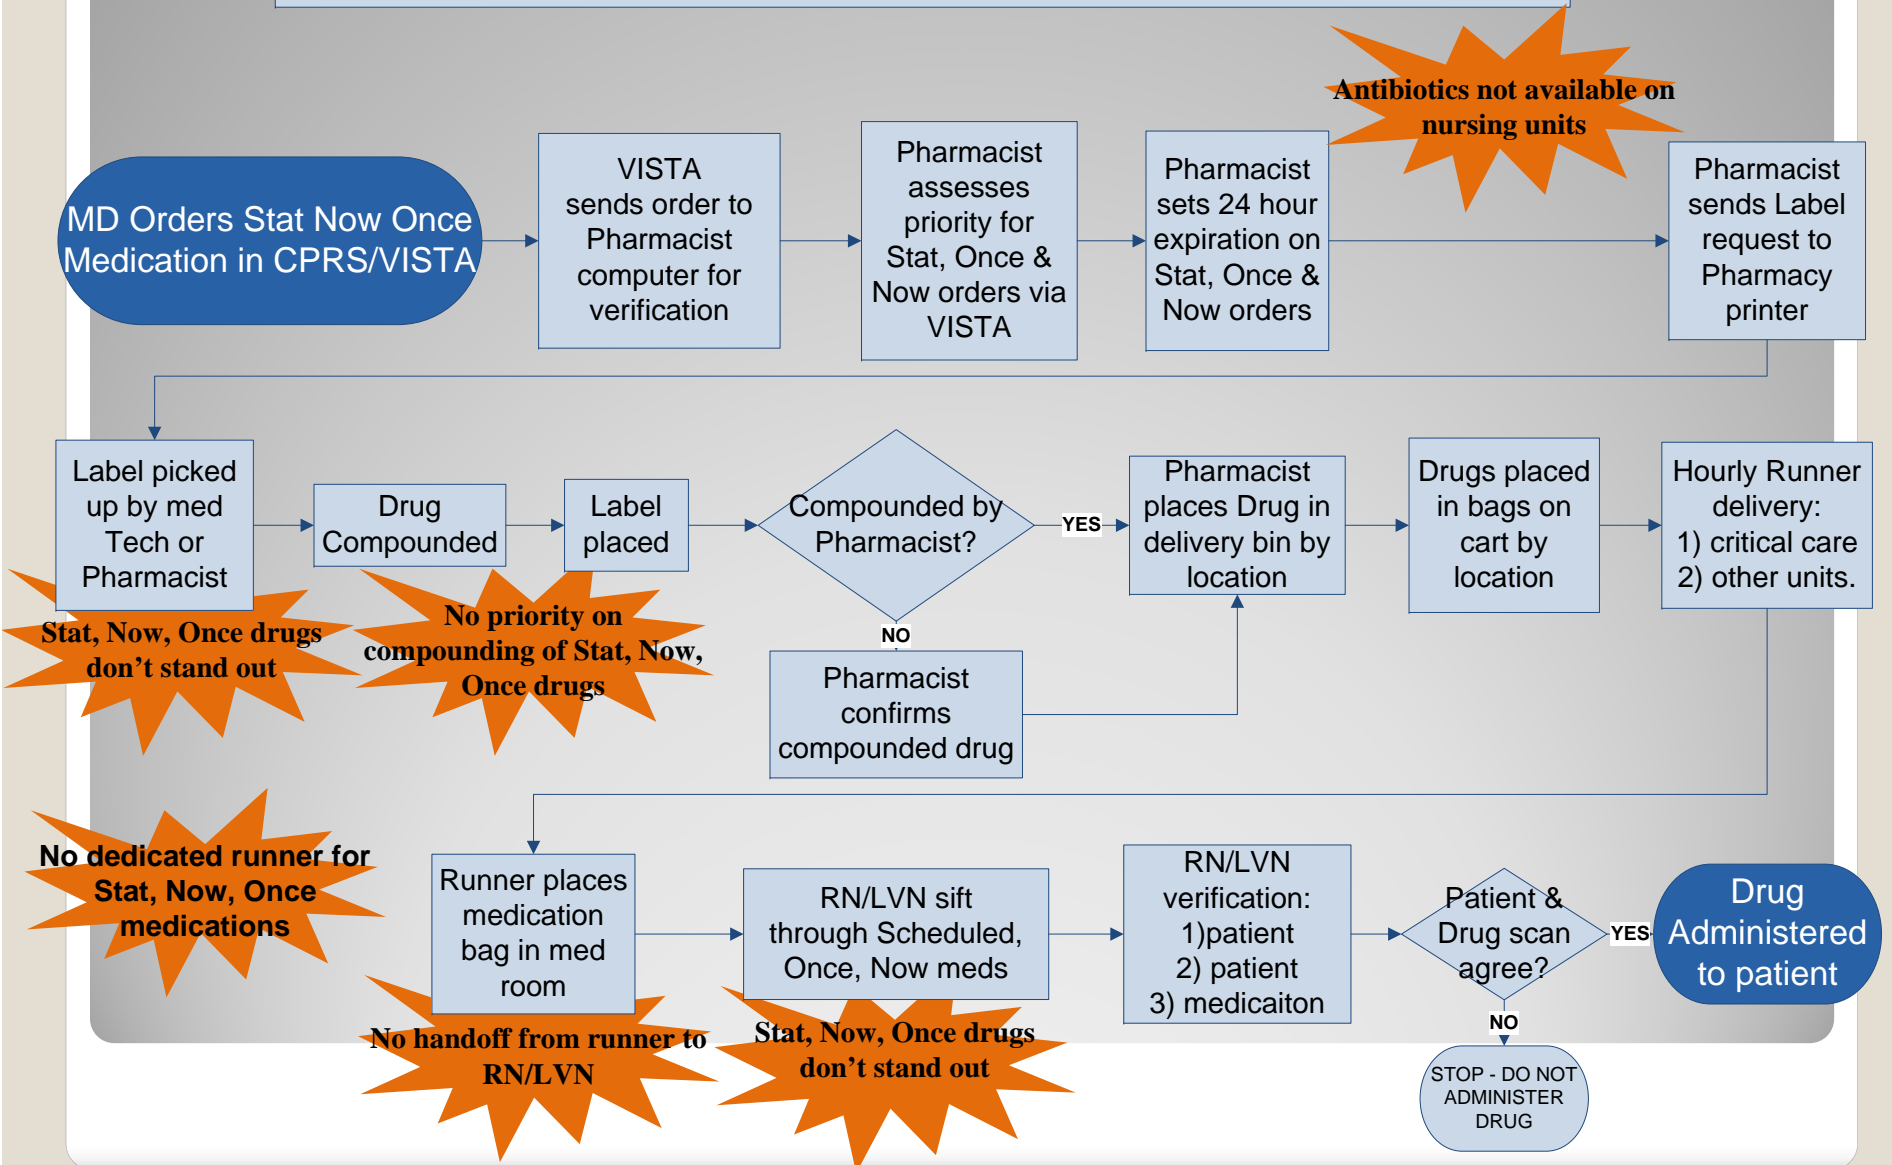 Antibiotics not available on
nursing units
MD Orders Stat Now Once
Medication in CPRS/VISTA
VISTA
sends order to
Pharmacist
computer for
verification
Pharmacist
assesses
priority for
Stat, Once &
Now orders via
VISTA
Pharmacist
sets 24 hour
expiration on
Stat, Once &
Now orders
Pharmacist
sends Label
request to
Pharmacy
printer
Label picked
up by med
Tech or
Pharmacist
Stat, Now, Once drugs
don't stand out
Drug
Compounded
Label
placed
No priority on
compounding of Stat, Now,
Once drugs
Compounded by
Pharmacist?
YES
NO
Pharmacist
confirms
compounded drug
Pharmacist
places Drug in
delivery bin by
location
Drugs placed
in bags on
cart by
location
Hourly Runner
delivery:
1) critical care
2) other units.
No dedicated runner for
Stat, Now, Once
medications
Runner places
medication
bag in med
room
No handoff from runner to
RN/LVN
RN/LVN sift
through Scheduled,
Once, Now meds
Stat, Now, Once drugs
don't stand out
RN/LVN
verification:
1)patient
2) patient
3) medicaiton
Patient &
Drug scan
agree?
YES
Drug
Administered
to patient
NO
STOP - DO NOT
ADMINISTER
DRUG